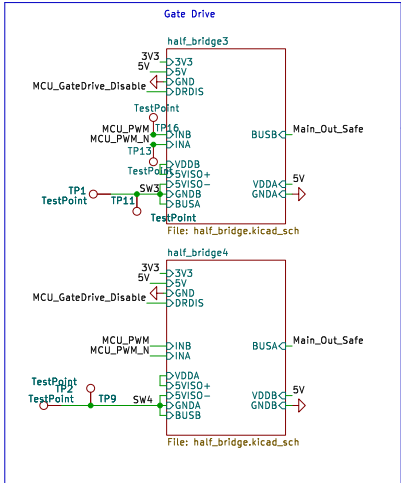 Gate Drive
half_bridge3
3V3
3V3
5V
5V
GND
MCU_GateDrive_Disable
DRDIS
TestPoint
TP16
MCU_PWM
INB
BUSB
Main_Out_Safe
MCU_PWM_N
INA
TP13
TestPoint
VDDB
5VISO+
5V
SW3
5VISO-
VDDA
TP1
GNDB
GNDA
TestPoint
TP11
BUSA
TestPoint
File: half_bridge.kicad_sch
half_bridge4
3V3
3V3
5V
5V
GND
MCU_GateDrive_Disable
DRDIS
MCU_PWM
INB
BUSA
Main_Out_Safe
MCU_PWM_N
INA
VDDA
TestPoint
5VISO+
TP2
5V
TestPoint
TP9
SW4
5VISO-
VDDB
GNDA
GNDB
BUSB
File: half_bridge.kicad_sch